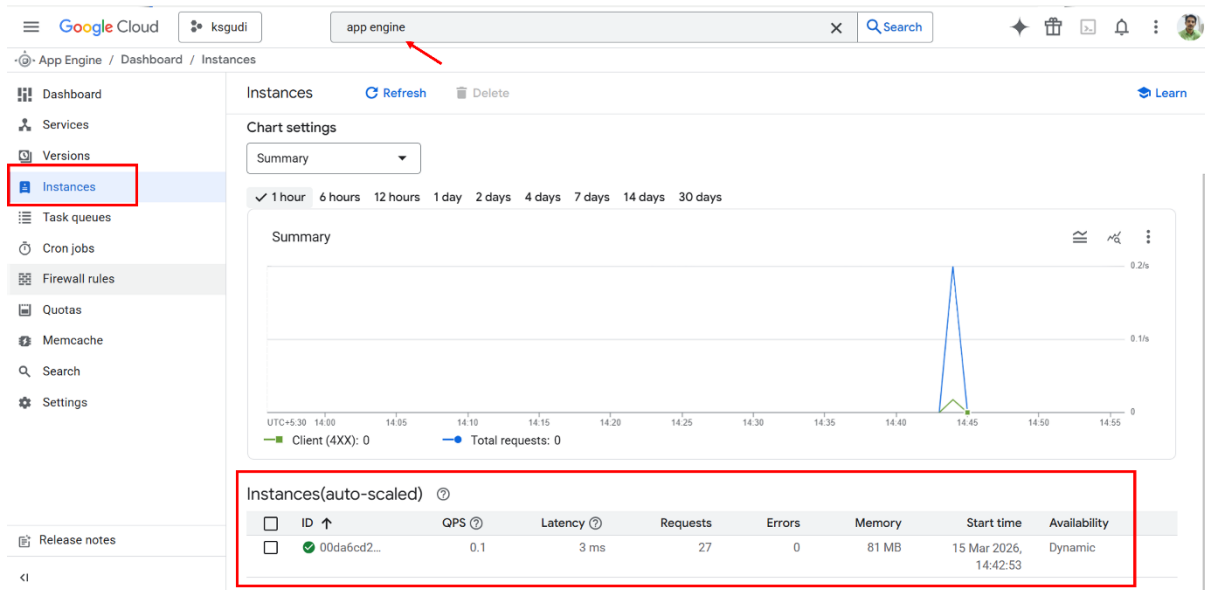 Google Cloud
ksgudi
app engine
Search
App Engine / Dashboard / Instances
Dashboard
Services
Versions
Instances
Task queues
Cron jobs
Firewall rules
Quotas
Memcache
Search
Settings
Release notes
Instances
Refresh
Delete
Learn
Chart settings
Summary
1 hour 6 hours 12 hours 1 day 2 days 4 days 7 days 14 days 30 days
Summary
0.2/s
0.1/s
0
UTC+5:30 14:00 14:05 14:10 14:15 14:20 14:25 14:30 14:35 14:40 14:45 14:50 14:55
Client (4XX): 0 Total requests: 0
Instances(auto-scaled)
ID QPS Latency Requests Errors Memory Start time Availability
00da6cd2... 0.1 3 ms 27 0 81 MB 15 Mar 2026, Dynamic
14:42:53